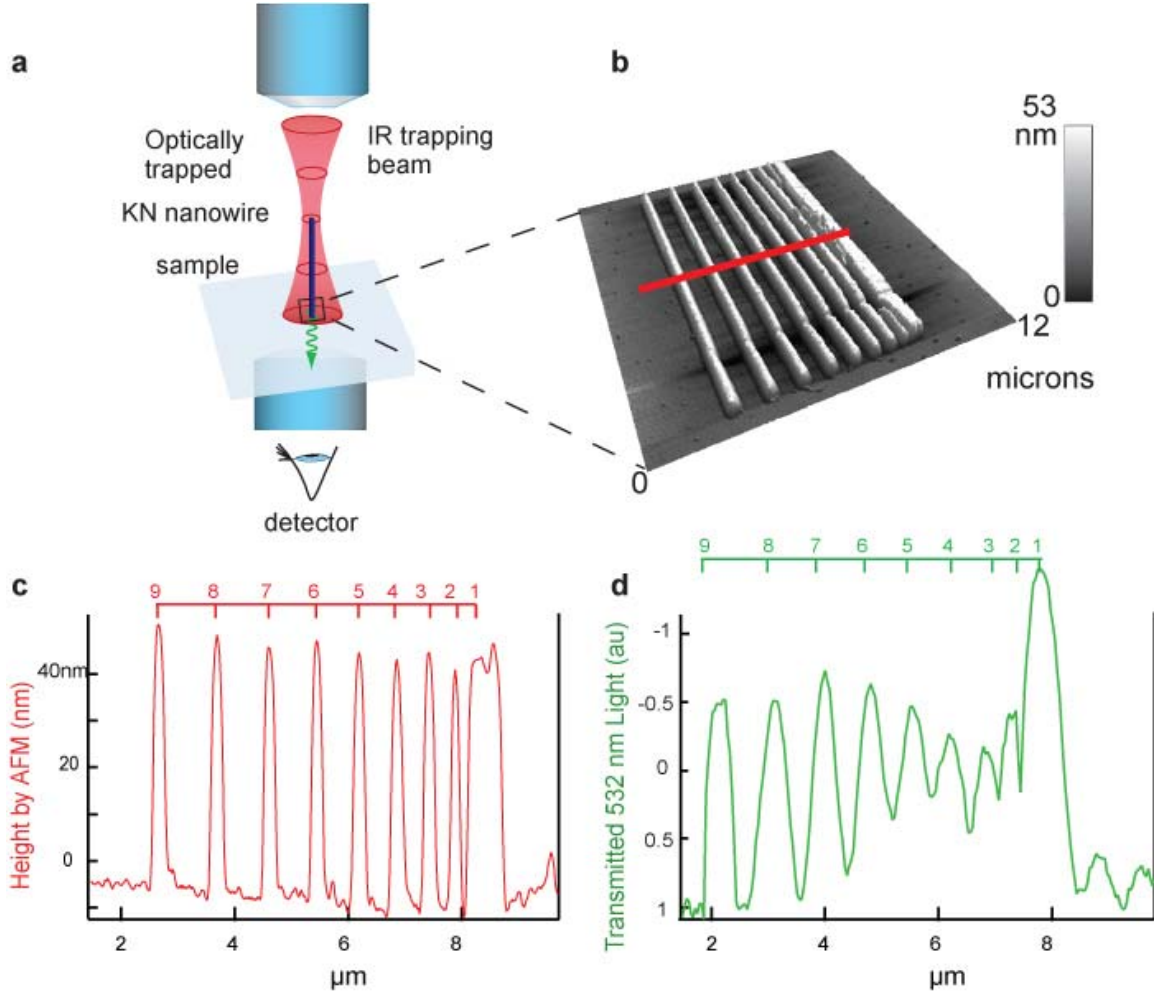 a
Optically
trapped
IR trapping
beam
KN nanowire
sample
detector
b
53
nm
0
12
microns
0
c
9 8 7 6 5 4 3 2 1
Height by AFM (nm)
40nm
20
0
2 4 6 8
µm
d
9 8 7 6 5 4 3 2 1
Transmitted 532 nm Light (au)
-1
-0.5
0
0.5
1
2 4 6 8
µm